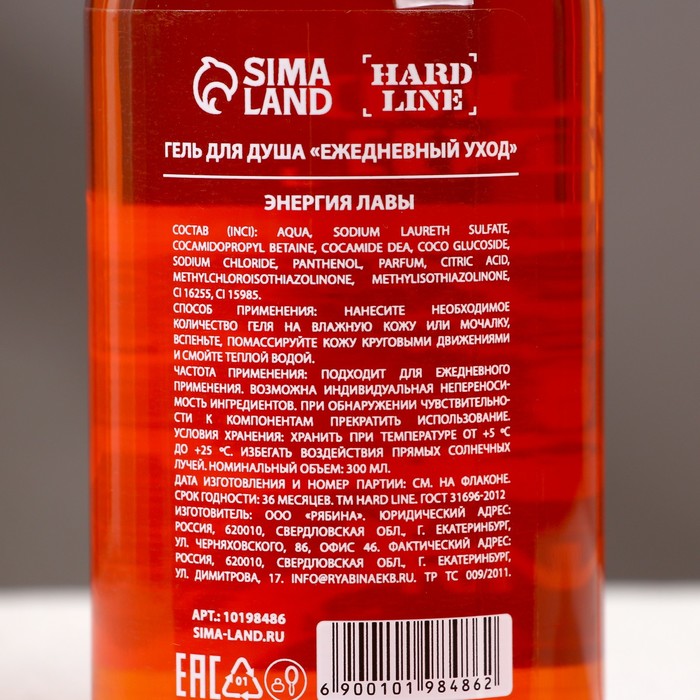 SIMA LAND
HARD LINE
ГЕЛЬ ДЛЯ ДУША «ЕЖЕДНЕВНЫЙ УХОД»
ЭНЕРГИЯ ЛАВЫ
СОСТАВ (INCI): AQUA, SODIUM LAURETH SULFATE,
COCAMIDOPROPYL BETAINE, COCAMIDE DEA, COCO GLUCOSIDE,
SODIUM CHLORIDE, PANTHENOL, PARFUM, CITRIC ACID,
METHYLCHLOROISOTHIAZOLINONE, METHYLISOTHIAZOLINONE,
CI 16255, CI 15985.
СПОСОБ ПРИМЕНЕНИЯ: НАНЕСИТЕ НЕОБХОДИМОЕ
КОЛИЧЕСТВО ГЕЛЯ НА ВЛАЖНУЮ КОЖУ ИЛИ МОЧАЛКУ,
ВСПЕНЬТЕ, ПОМАССИРУЙТЕ КОЖУ КРУГОВЫМИ ДВИЖЕНИЯМИ
И СМОЙТЕ ТЕПЛОЙ ВОДОЙ.
ЧАСТОТА ПРИМЕНЕНИЯ: ПОДХОДИТ ДЛЯ ЕЖЕДНЕВНОГО
ПРИМЕНЕНИЯ. ВОЗМОЖНА ИНДИВИДУАЛЬНАЯ НЕПЕРЕНОСИ-
МОСТЬ ИНГРЕДИЕНТОВ. ПРИ ОБНАРУЖЕНИИ ЧУВСТВИТЕЛЬНО-
СТИ К КОМПОНЕНТАМ ПРЕКРАТИТЬ ИСПОЛЬЗОВАНИЕ.
УСЛОВИЯ ХРАНЕНИЯ: ХРАНИТЬ ПРИ ТЕМПЕРАТУРЕ ОТ +5 °C
ДО +25 °C. ИЗБЕГАТЬ ВОЗДЕЙСТВИЯ ПРЯМЫХ СОЛНЕЧНЫХ
ЛУЧЕЙ. НОМИНАЛЬНЫЙ ОБЪЕМ: 300 МЛ.
ДАТА ИЗГОТОВЛЕНИЯ И НОМЕР ПАРТИИ: СМ. НА ФЛАКОНЕ.
СРОК ГОДНОСТИ: 36 МЕСЯЦЕВ. ТМ HARD LINE. ГОСТ 31696-2012
ИЗГОТОВИТЕЛЬ: ООО «РЯБИНА». ЮРИДИЧЕСКИЙ АДРЕС:
РОССИЯ, 620010, СВЕРДЛОВСКАЯ ОБЛ., Г. ЕКАТЕРИНБУРГ,
УЛ. ЧЕРНЯХОВСКОГО, 86, ОФИС 46. ФАКТИЧЕСКИЙ АДРЕС:
РОССИЯ, 620010, СВЕРДЛОВСКАЯ ОБЛ., Г. ЕКАТЕРИНБУРГ,
УЛ. ДИМИТРОВА, 17. INFO@RYABINAEKB.RU. ТР ТС 009/2011.
АРТ.: 10198486
SIMA-LAND.RU
EAC 01
6 900101 984862